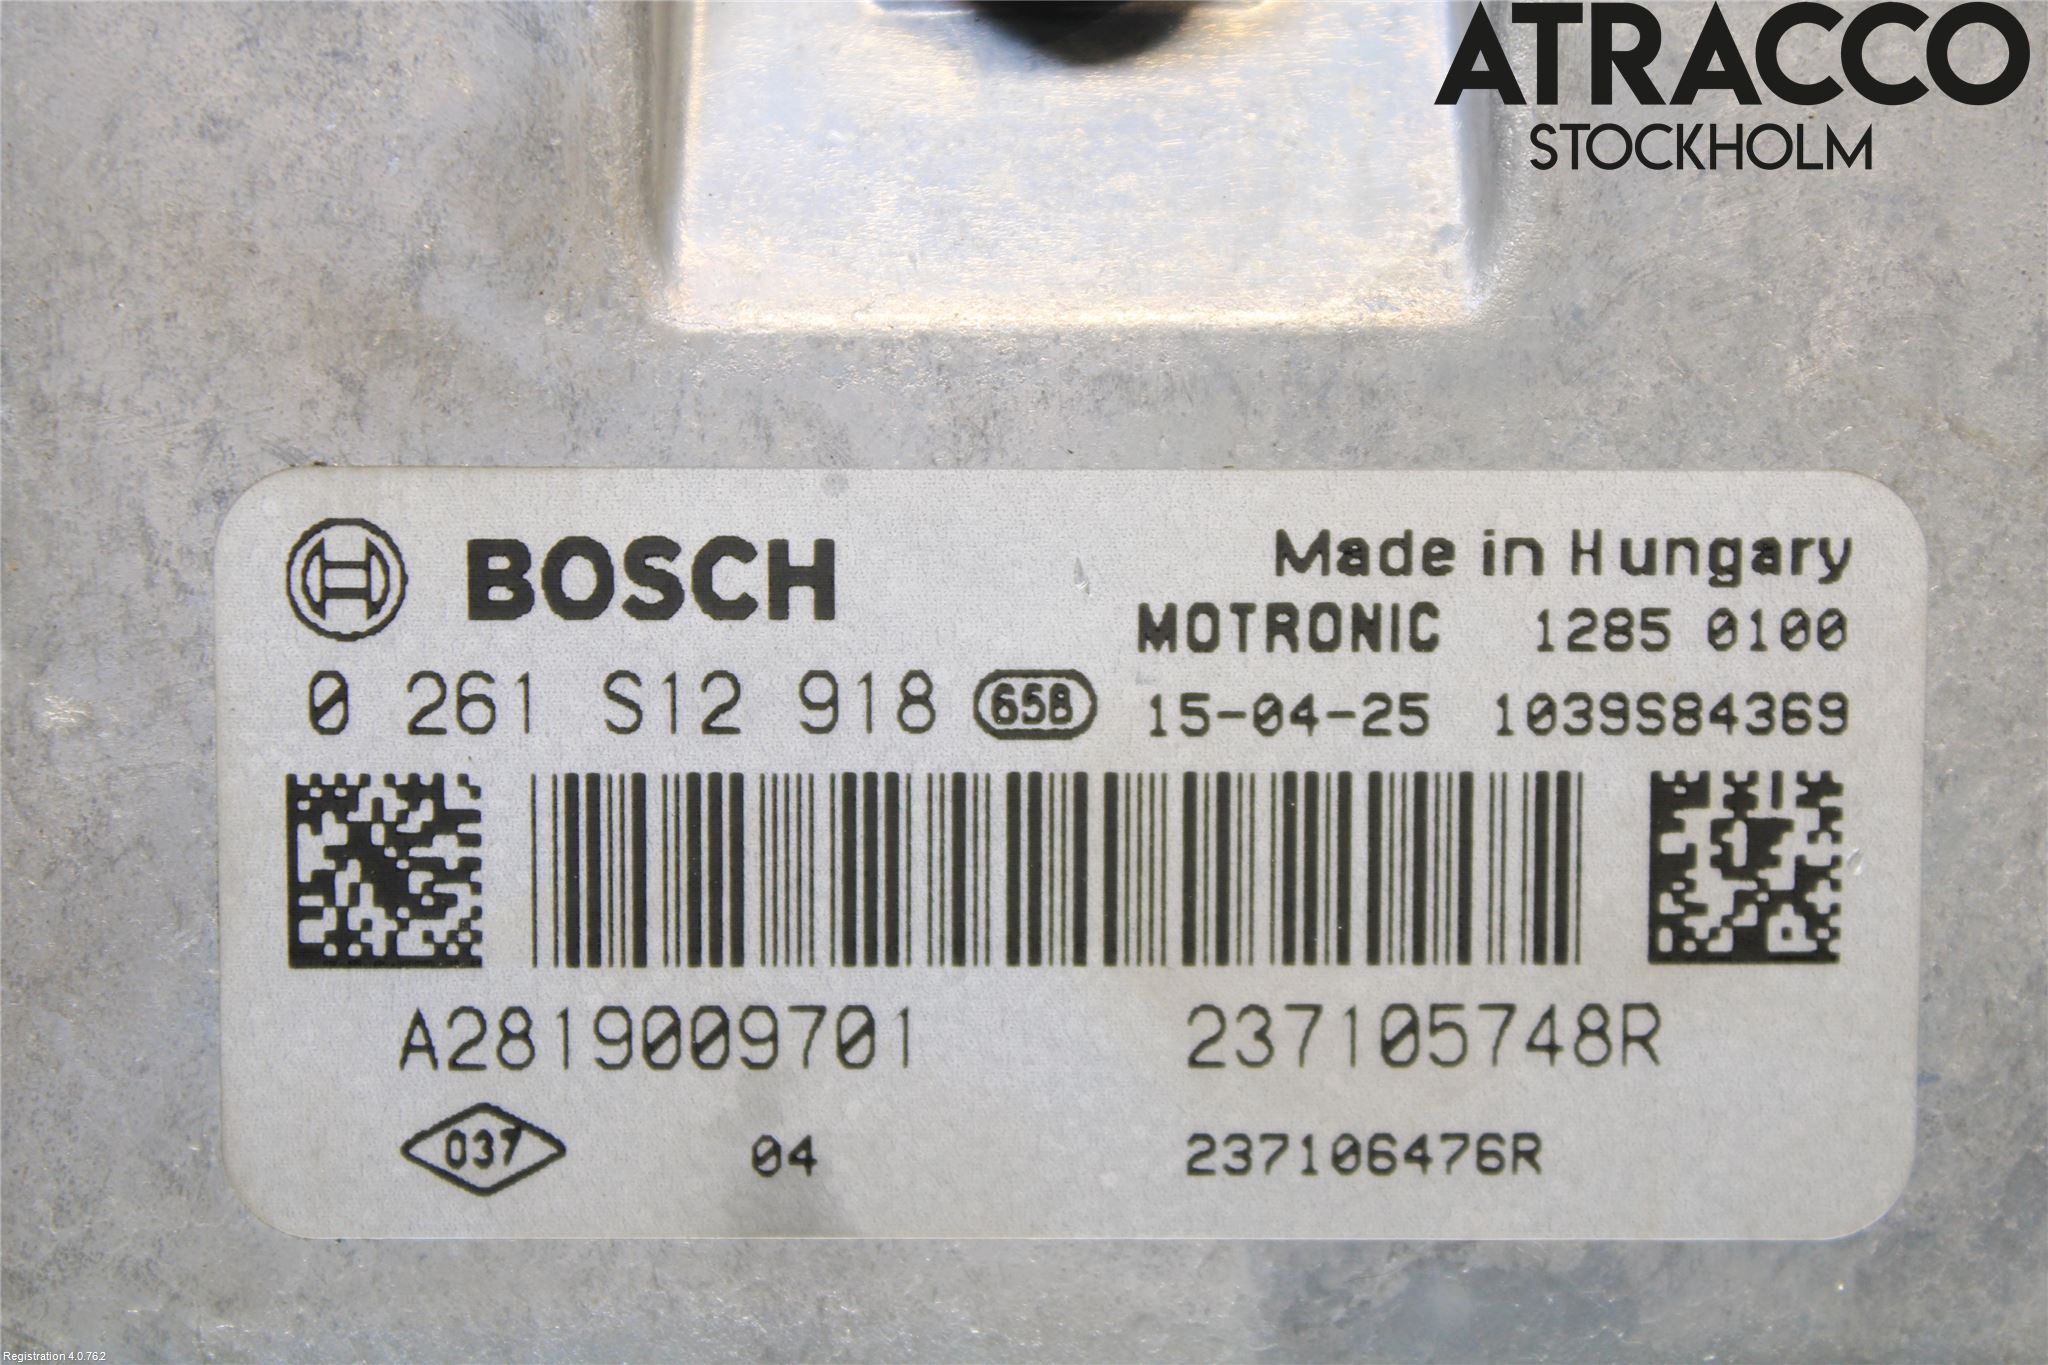 ATRACCO
STOCKHOLM
BOSCH
Made in Hungary
MOTRONIC 1285 0100
0 261 S12 918 658 15-04-25 1039S84369
A2819009701 237105748R
037 04 237106476R
Registration 4.0.762